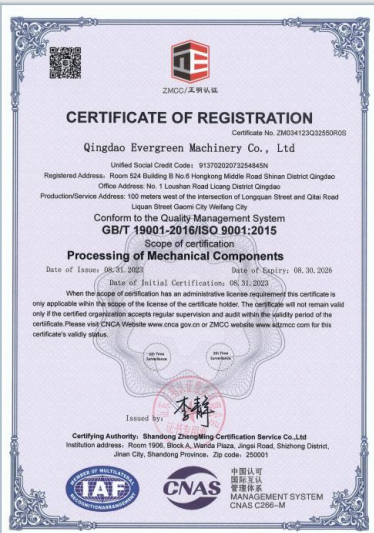 ZMCC/正明认证
CERTIFICATE OF REGISTRATION
Certificate No. ZM034123Q32550R0S
Qingdao Evergreen Machinery Co., Ltd
Unified Social Credit Code: 91370202073254845N
Registered Address: Room 524 Building B No.6 Hongkong Middle Road Shinan District Qingdao
Office Address: No. 1 Loushan Road Licang District Qingdao
Production/Service Address: 100 meters west of the intersection of Longquan Street and Qitai Road
Liquan Street Gaomi City Weifang City
Conform to the Quality Management System
GB/T 19001-2016/ISO 9001:2015
Scope of certification
Processing of Mechanical Components
Date of Issue: 08.31.2023
Date of Expiry: 08.30.2026
Date of Initial Certification: 08.31.2023
When the scope of certification has an administrative license requirement this certificate is
only applicable within the scope of the license of the certificate holder. The certificate will not remain valid
only if the certified organization accepts regular supervision and audit within the validity period of the
certificate.Please visit CNCA Website www.cnca.gov.cn or ZMCC website www.sdzmcc.com for this
certificate's validity status.
Surveillance
Surveillance
Issued by:
Certifying Authority: Shandong ZhengMing Certification Service Co.,Ltd
Institution address: Room 1906, Block A, Wanda Plaza, Jingsi Road, Shizhong District,
Jinan City, Shandong Province, Zip code: 250001
MEMBER OF MULTILATERAL
IAF
RECOGNITION ARRANGEMENT
CNAS
中国认可
国际互认
管理体系
MANAGEMENT SYSTEM
CNAS C266-M